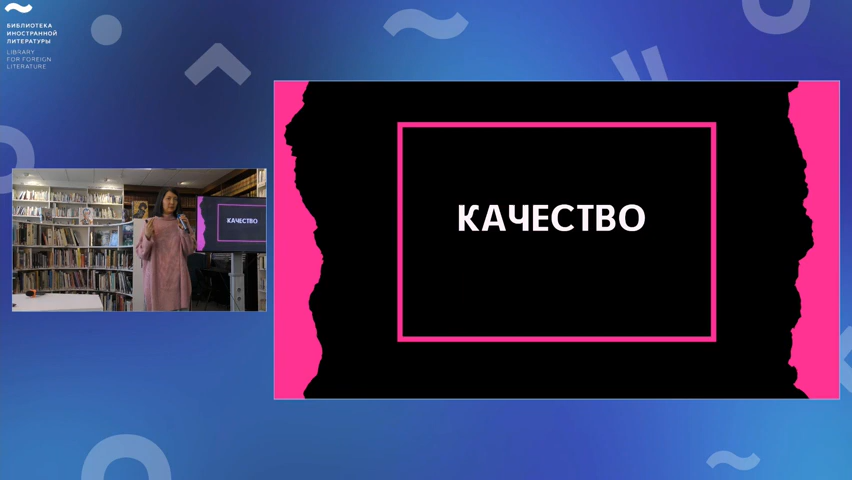 БИБЛИОТЕКА
ИНОСТРАННОЙ
ЛИТЕРАТУРЫ
LIBRARY
FOR FOREIGN
LITERATURE
КАЧЕСТВО
КАЧЕСТВО